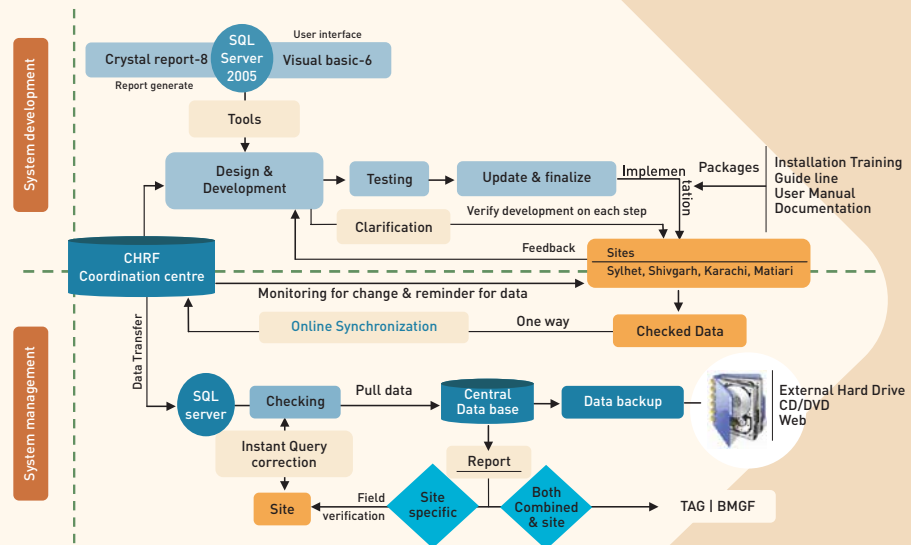 System development
User interface
Crystal report-8
SQL
Server
2005
Visual basic-6
Report generate
Tools
Design &
Development
Testing
Update & finalize
Implemen
tation
Packages
Installation Training
Guide line
User Manual
Documentation
Clarification
Verify development on each step
Feedback
Sites
Sylhet, Shivgarh, Karachi, Matiari
CHRF
Coordination centre
Monitoring for change & reminder for data
Online Synchronization
One way
Checked Data
System management
Data Transfer
SQL
server
Checking
Pull data
Central
Data base
Data backup
External Hard Drive
CD/DVD
Web
Instant Query
correction
Report
Site
Field
verification
Site
specific
Both
Combined
& site
TAG | BMGF